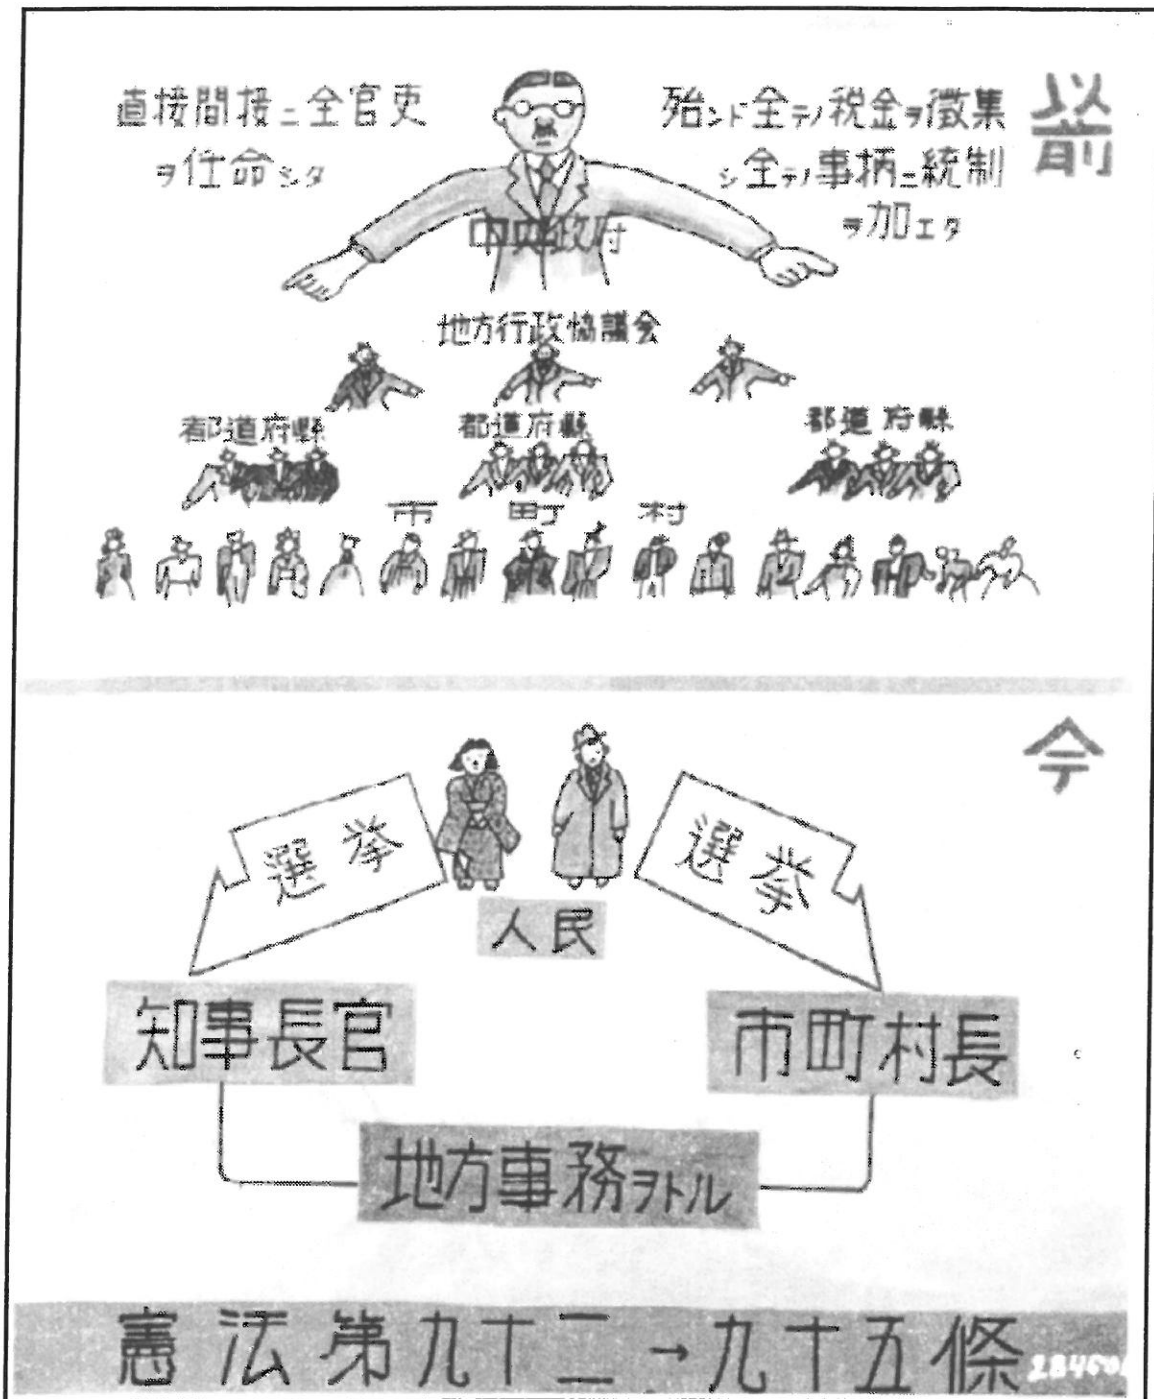 以前
直接間接ニ全官吏
ヲ任命シタ
殆ンド全テノ税金ヲ徴集
シ全テノ事柄ニ統制
ヲ加エタ
中央政府
地方行政協議会
都道府縣
都道府縣
都道府縣
市町村
今
選挙
選挙
人民
知事長官
市町村長
地方事務ヲトル
憲法第九十二→九十五條